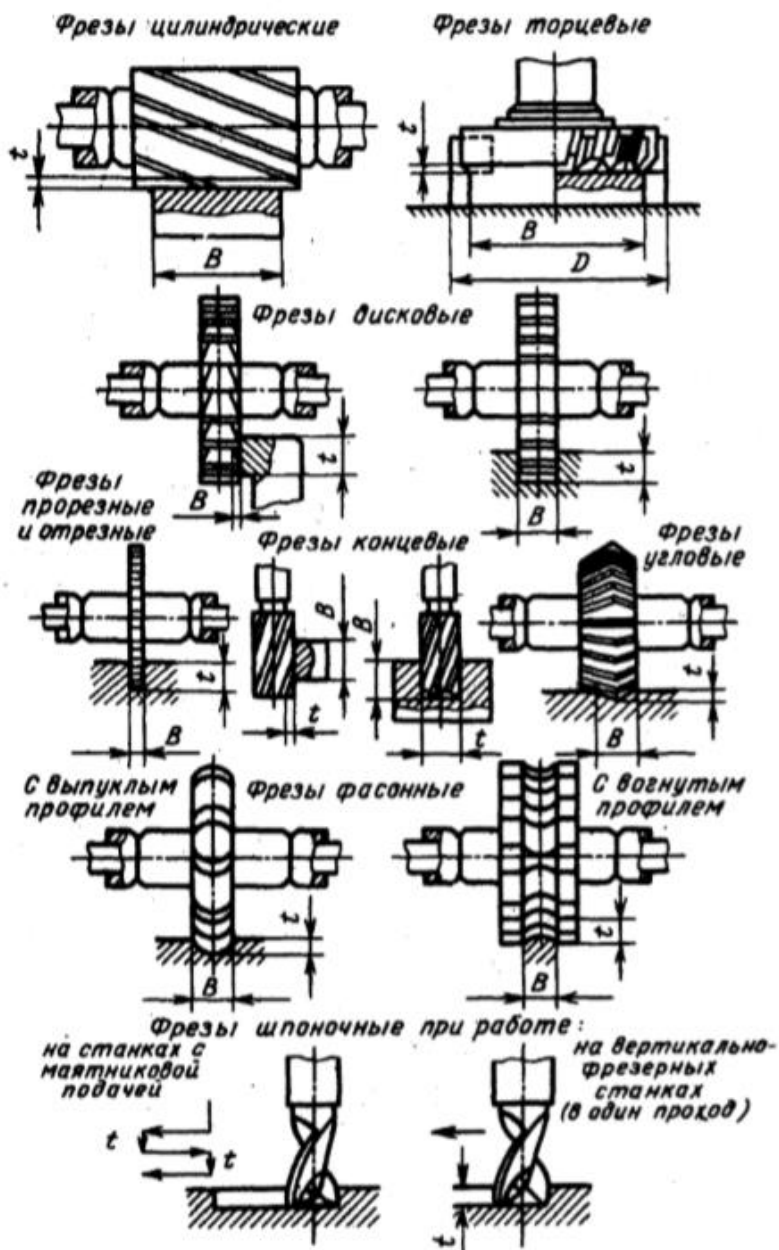 Фрезы цилиндрические
Фрезы торцевые
t
B
t
B
D
Фрезы дисковые
t
B
t
B
Фрезы
прорезные
и отрезные
Фрезы концевые
Фрезы
угловые
t
B
B
t
B
t
t
B
С выпуклым
профилем
Фрезы фасонные
С вогнутым
профилем
t
B
t
B
Фрезы шпоночные при работе:
на станках с
маятниковой
подачей
на вертикально-
фрезерных
станках
(в один проход)
t
t
t